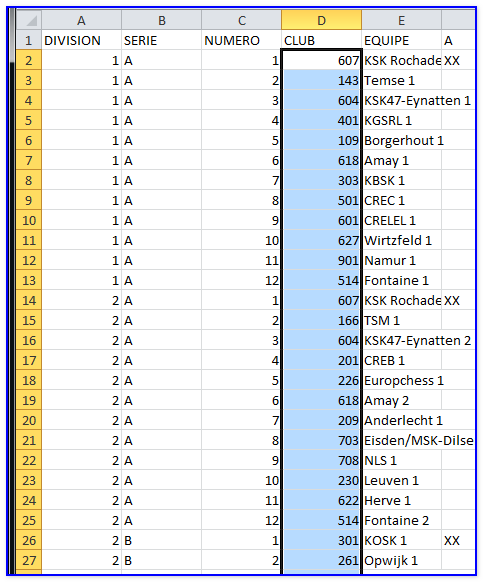 A B C D E
1 DIVISION SERIE NUMERO CLUB EQUIPE A
2 1 A 1 607 KSK Rochade XX
3 1 A 2 143 Temse 1
4 1 A 3 604 KSK47-Eynatten 1
5 1 A 4 401 KGSRL 1
6 1 A 5 109 Borgerhout 1
7 1 A 6 618 Amay 1
8 1 A 7 303 KBSK 1
9 1 A 8 501 CREC 1
10 1 A 9 601 CRELEL 1
11 1 A 10 627 Wirtzfeld 1
12 1 A 11 901 Namur 1
13 1 A 12 514 Fontaine 1
14 2 A 1 607 KSK Rochade XX
15 2 A 2 166 TSM 1
16 2 A 3 604 KSK47-Eynatten 2
17 2 A 4 201 CREB 1
18 2 A 5 226 Europchess 1
19 2 A 6 618 Amay 2
20 2 A 7 209 Anderlecht 1
21 2 A 8 703 Eisden/MSK-Dilse
22 2 A 9 708 NLS 1
23 2 A 10 230 Leuven 1
24 2 A 11 622 Herve 1
25 2 A 12 514 Fontaine 2
26 2 B 1 301 KOSK 1 XX
27 2 B 2 261 Opwijk 1